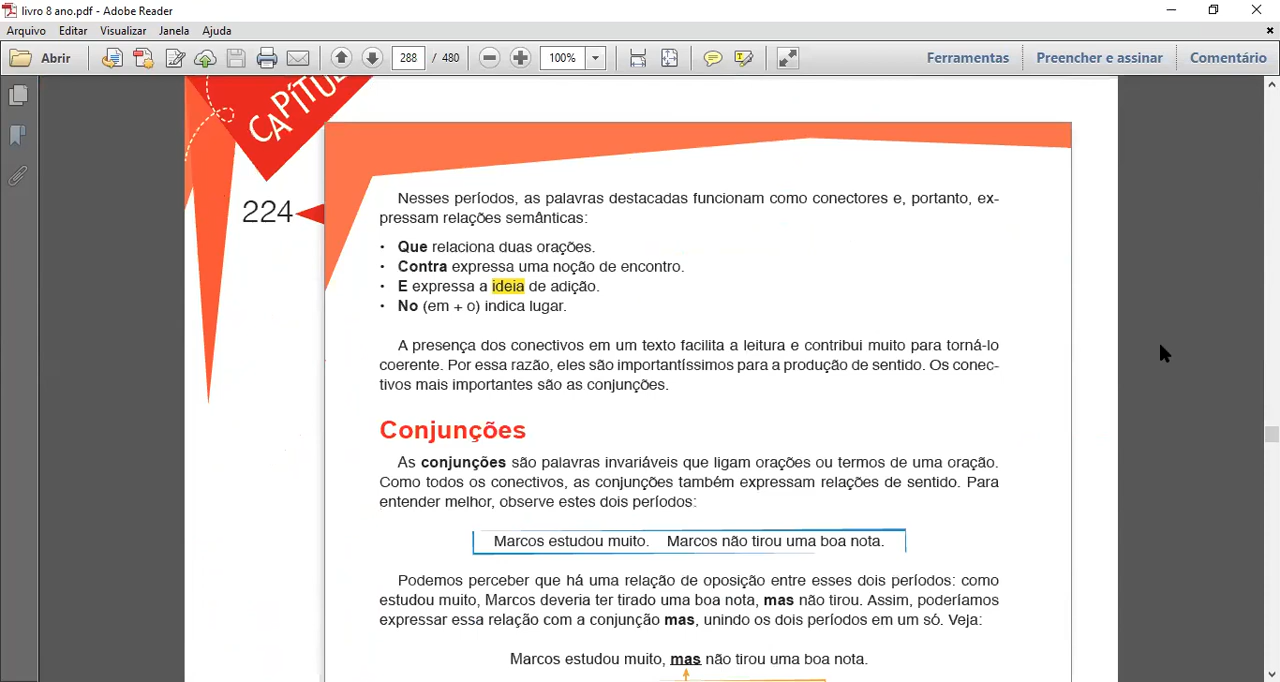 livro 8 ano.pdf - Adobe Reader
Arquivo Editar Visualizar Janela Ajuda
Abrir 288 / 480 100% Ferramentas Preencher e assinar Comentário
224
Nesses períodos, as palavras destacadas funcionam como conectores e, portanto, ex-
pressam relações semânticas:
• Que relaciona duas orações.
• Contra expressa uma noção de encontro.
• E expressa a ideia de adição.
• No (em + o) indica lugar.
A presença dos conectivos em um texto facilita a leitura e contribui muito para torná-lo
coerente. Por essa razão, eles são importantíssimos para a produção de sentido. Os conec-
tivos mais importantes são as conjunções.
Conjunções
As conjunções são palavras invariáveis que ligam orações ou termos de uma oração.
Como todos os conectivos, as conjunções também expressam relações de sentido. Para
entender melhor, observe estes dois períodos:
Marcos estudou muito. Marcos não tirou uma boa nota.
Podemos perceber que há uma relação de oposição entre esses dois períodos: como
estudou muito, Marcos deveria ter tirado uma boa nota, mas não tirou. Assim, poderíamos
expressar essa relação com a conjunção mas, unindo os dois períodos em um só. Veja:
Marcos estudou muito, mas não tirou uma boa nota.